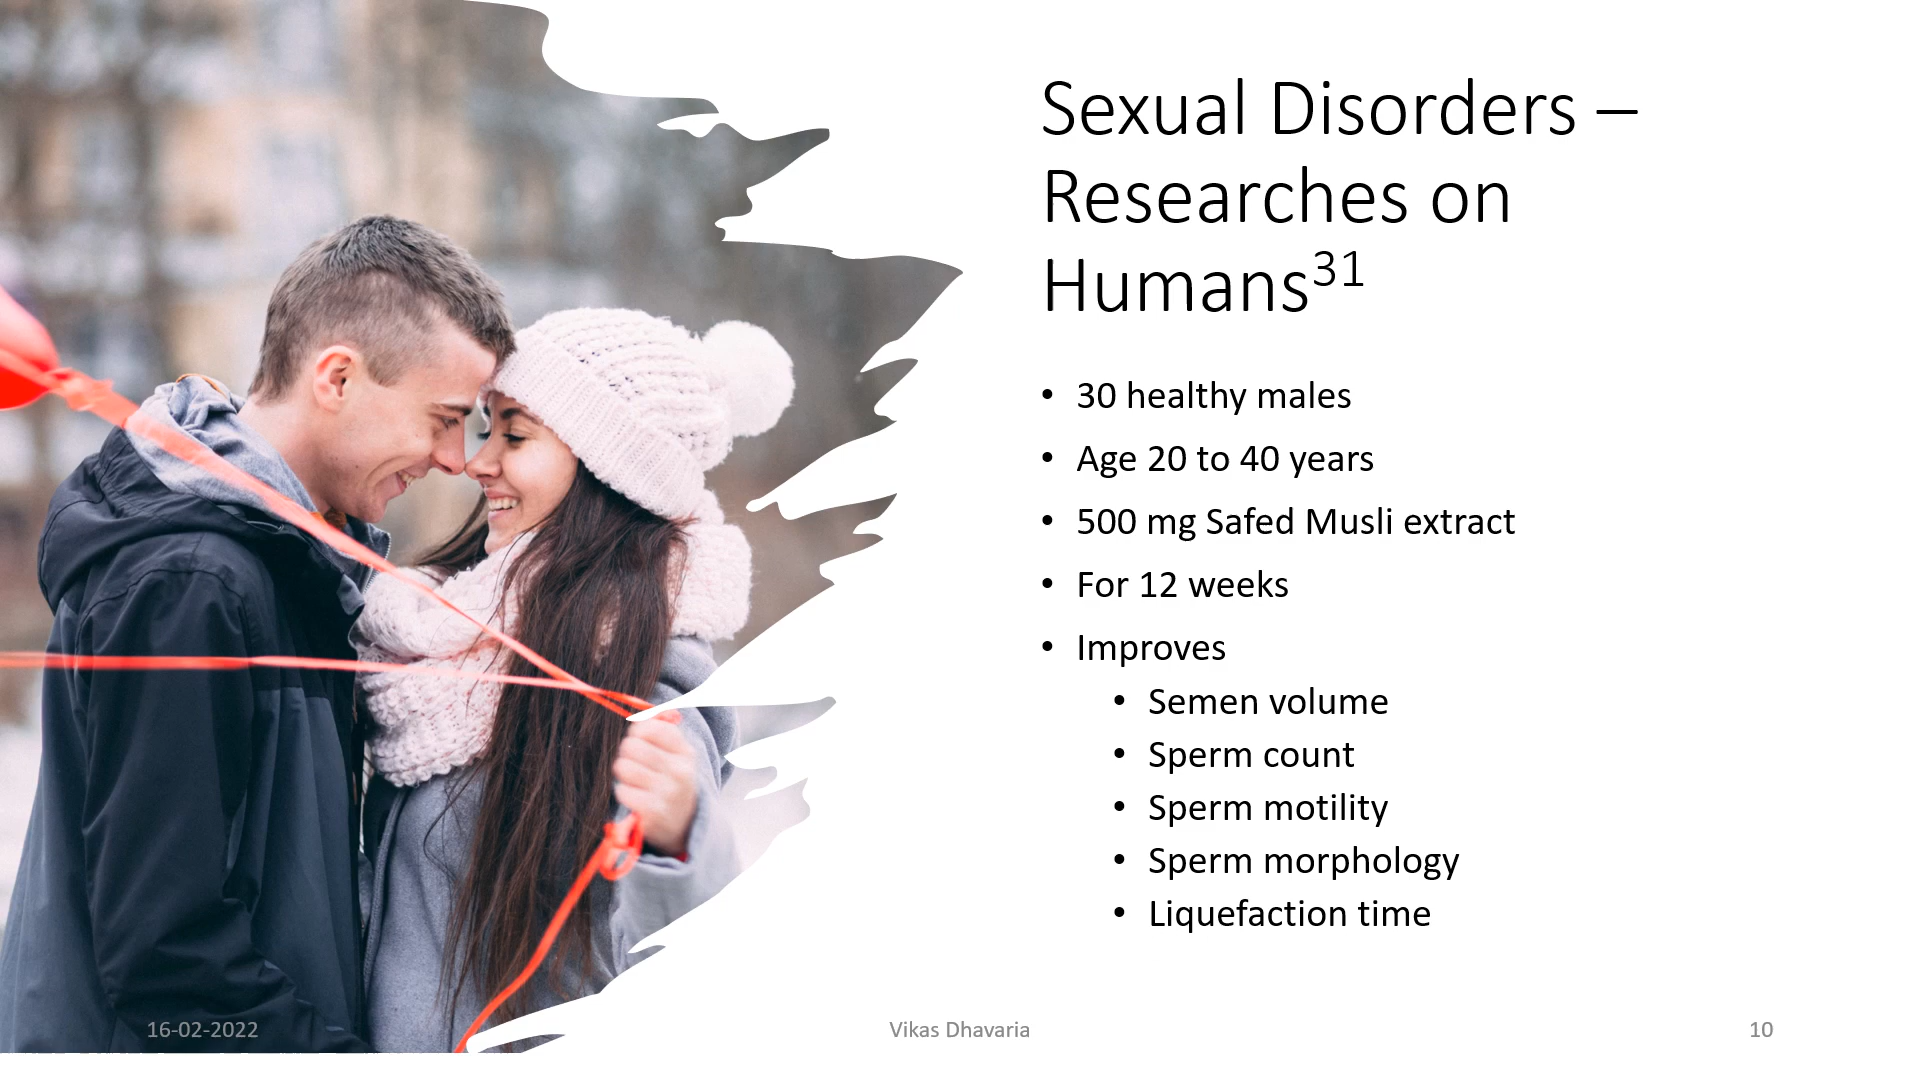 Sexual Disorders –
Researches on
Humans³¹
• 30 healthy males
• Age 20 to 40 years
• 500 mg Safed Musli extract
• For 12 weeks
• Improves
• Semen volume
• Sperm count
• Sperm motility
• Sperm morphology
• Liquefaction time
16-02-2022
Vikas Dhavaria
10